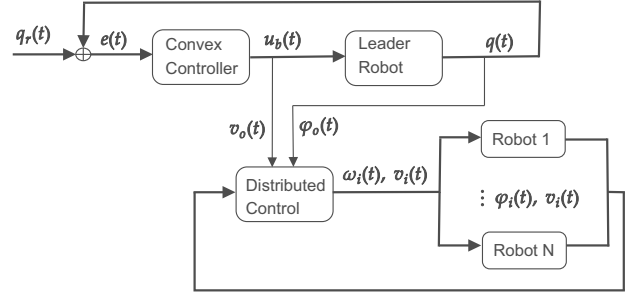 q_r(t)
e(t)
Convex
Controller
u_b(t)
Leader
Robot
q(t)
v_o(t)
φ_o(t)
Distributed
Control
ω_i(t), v_i(t)
Robot 1
⋮ φ_i(t), v_i(t)
Robot N